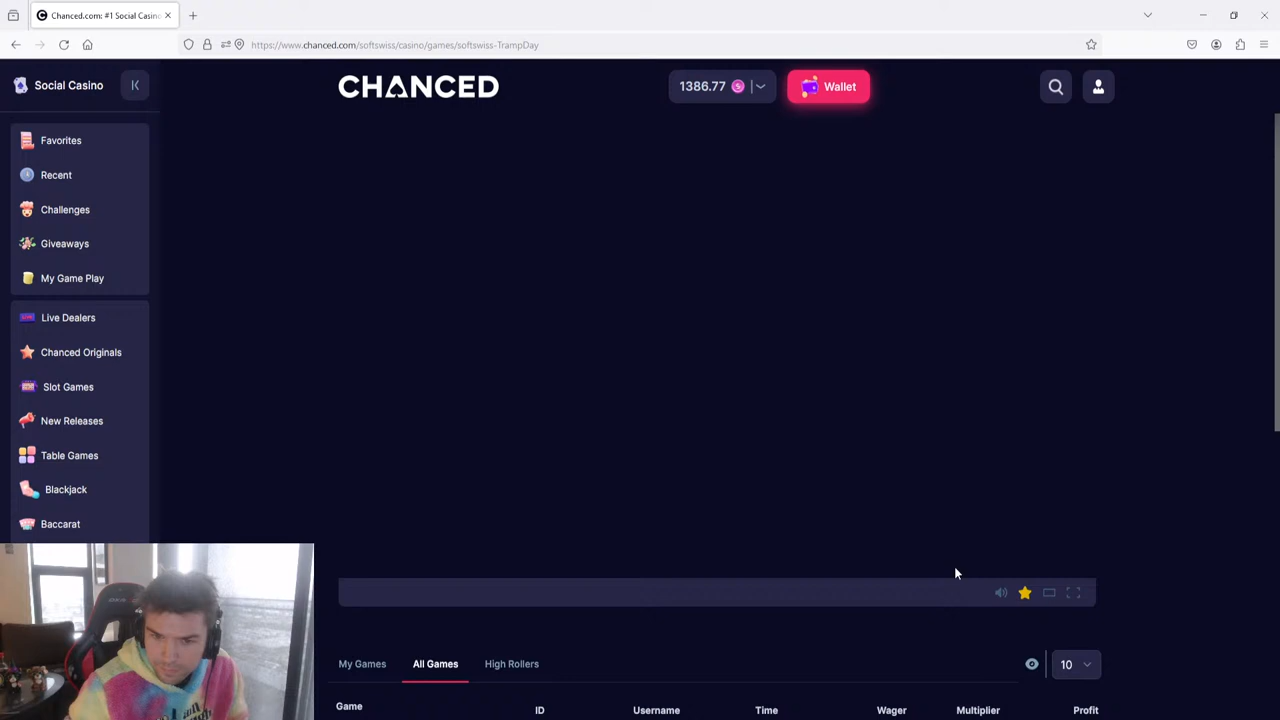 Chanced.com: #1 Social Casino
https://www.chanced.com/softswiss/casino/games/softswiss-TrampDay
Social Casino
CHANCED
1386.77
Wallet
Favorites
Recent
Challenges
Giveaways
My Game Play
Live Dealers
Chanced Originals
Slot Games
New Releases
Table Games
Blackjack
Baccarat
My Games
All Games
High Rollers
10
Game
ID
Username
Time
Wager
Multiplier
Profit